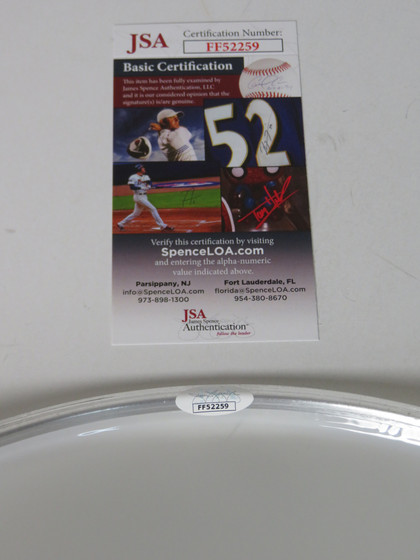 JSA
Certification Number:
FF52259
Basic Certification
This item has been fully examined by
James Spence Authentication, LLC
and it is our considered opinion that the
signature(s) is/are genuine.
52
Verify this certification by visiting
SpenceLOA.com
and entering the alpha-numeric
value indicated above.
Parsippany, NJ
info@SpenceLOA.com
973-898-1300
Fort Lauderdale, FL
florida@SpenceLOA.com
954-380-8670
JSA
James Spence
Authentication
follow the leader
FF52259